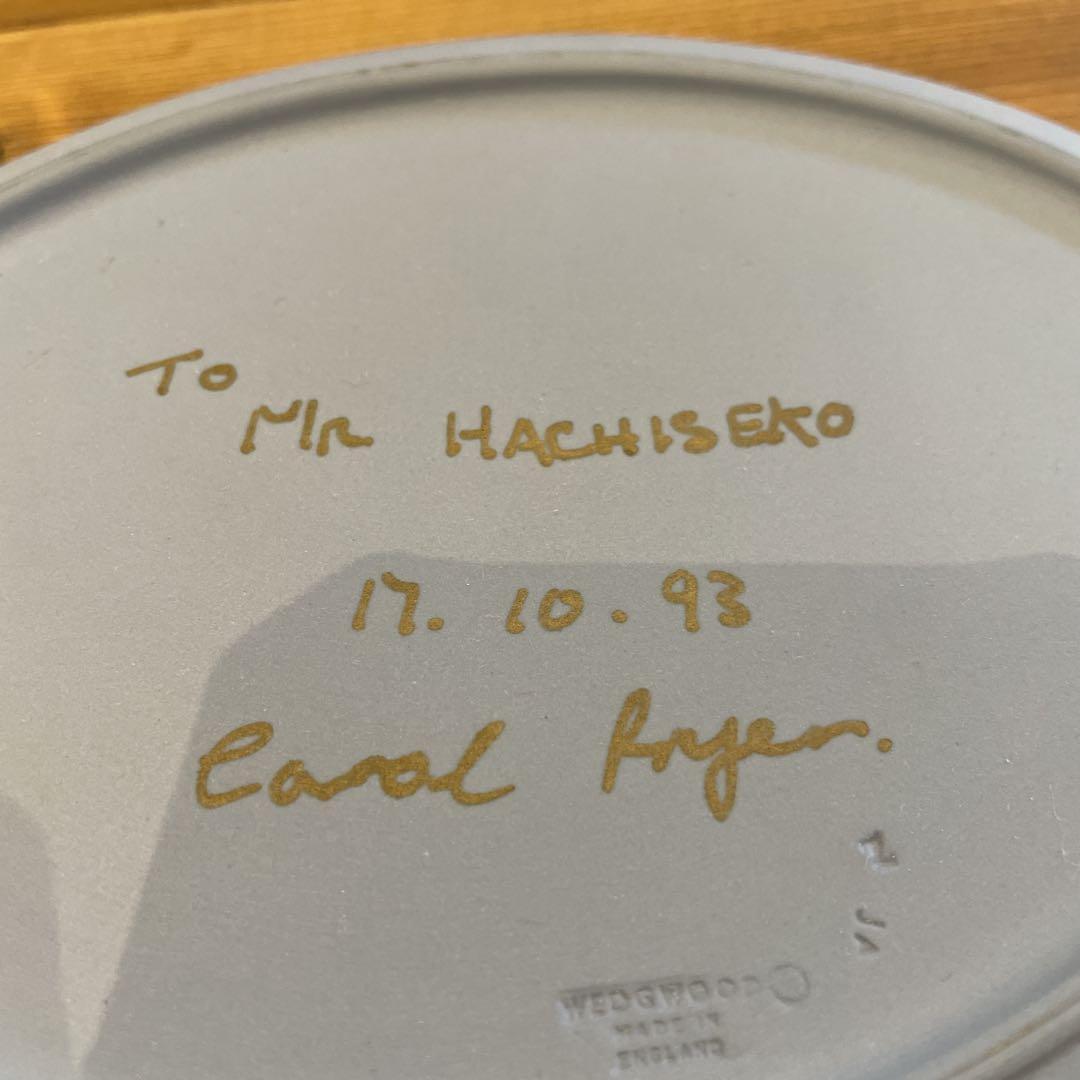 To
Mr HACHISEKO
17. 10. 93
Carol Fryer.
WEDGWOOD
MADE IN
ENGLAND